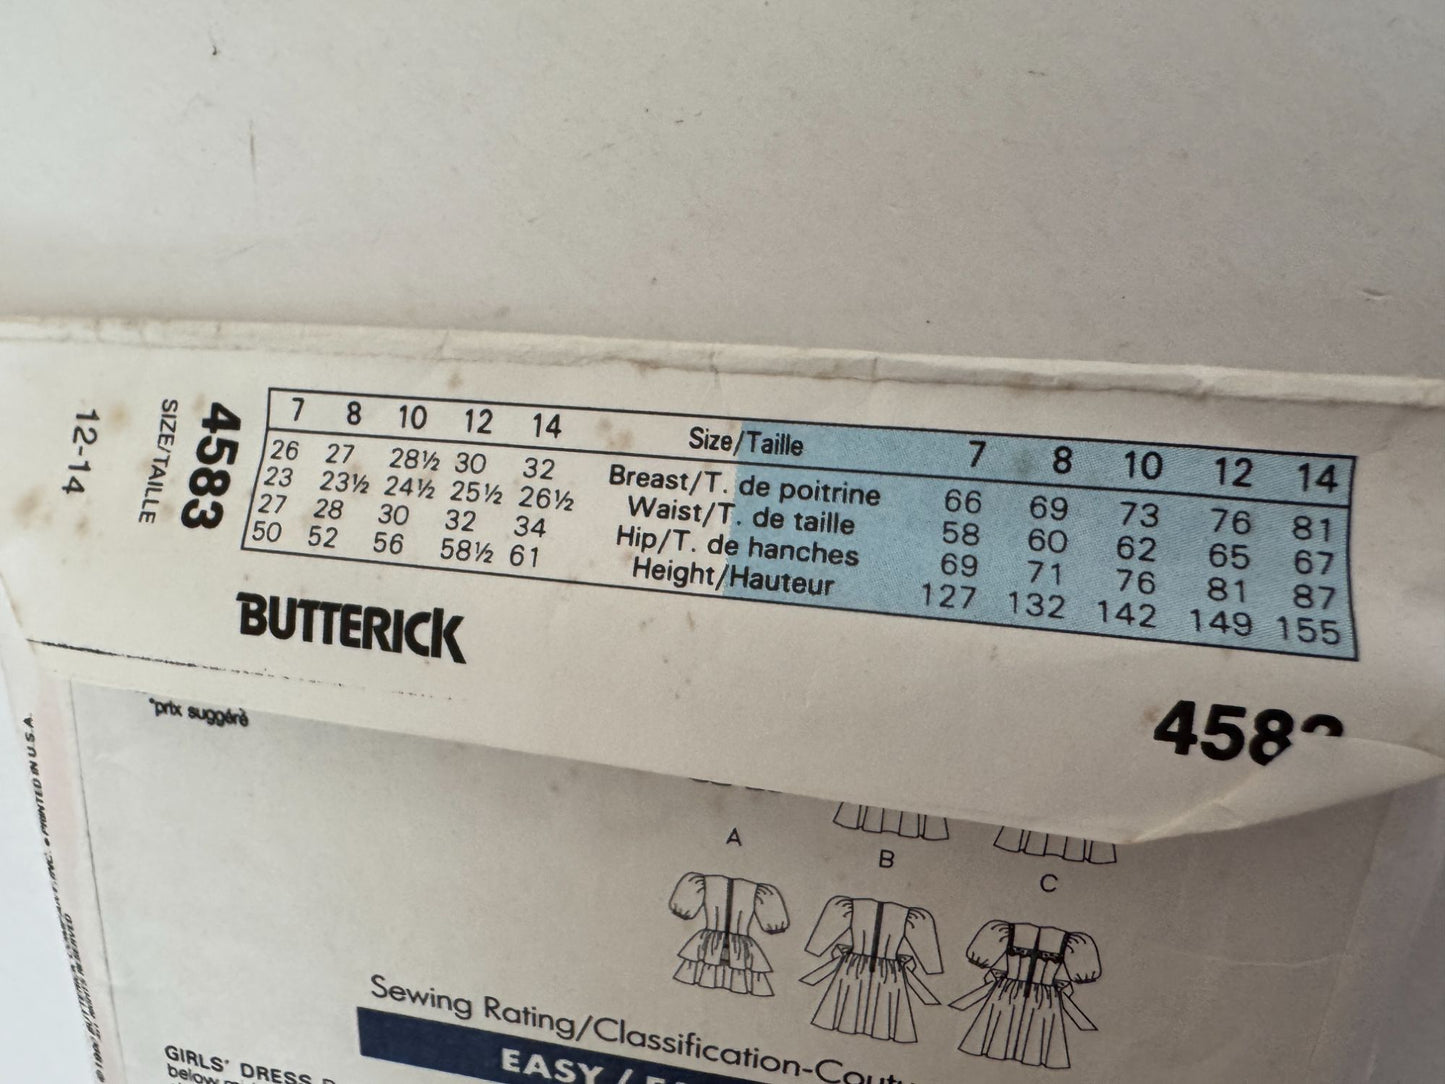 7 8 10 12 14 Size/Taille 7 8 10 12 14
26 27 28½ 30 32 Breast/T. de poitrine 66 69 73 76 81
23 23½ 24½ 25½ 26½ Waist/T. de taille 58 60 62 65 67
27 28 30 32 34 Hip/T. de hanches 69 71 76 81 87
50 52 56 58½ 61 Height/Hauteur 127 132 142 149 155
4583
SIZE/TAILLE
12-14
BUTTERICK
4583
*prix suggéré
PRINTED IN U.S.A.
A
B
C
Sewing Rating/Classification-
EASY /
GIRLS' DRESS
below